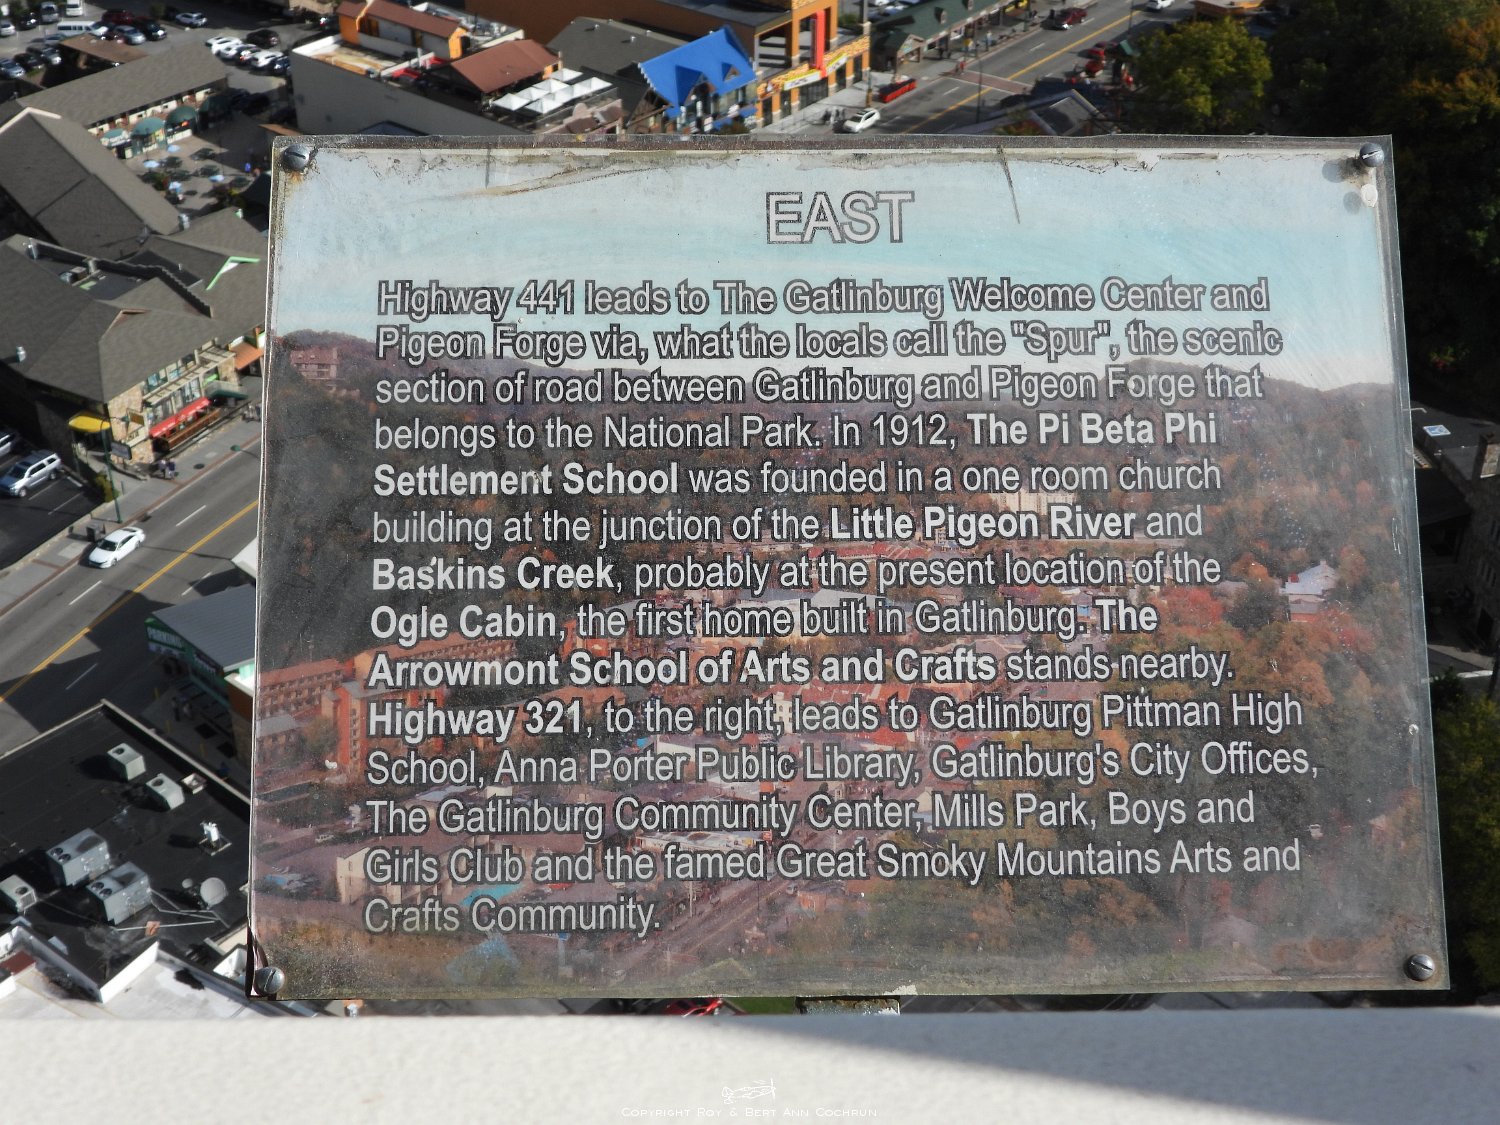 EAST
Highway 441 leads to The Gatlinburg Welcome Center and
Pigeon Forge via, what the locals call the "Spur", the scenic
section of road between Gatlinburg and Pigeon Forge that
belongs to the National Park. In 1912, The Pi Beta Phi
Settlement School was founded in a one room church
building at the junction of the Little Pigeon River and
Baskins Creek, probably at the present location of the
Ogle Cabin, the first home built in Gatlinburg. The
Arrowmont School of Arts and Crafts stands nearby.
Highway 321, to the right, leads to Gatlinburg Pittman High
School, Anna Porter Public Library, Gatlinburg's City Offices,
The Gatlinburg Community Center, Mills Park, Boys and
Girls Club and the famed Great Smoky Mountains Arts and
Crafts Community.
PARKING
Copyright Roy & Bert Ann Cochrun